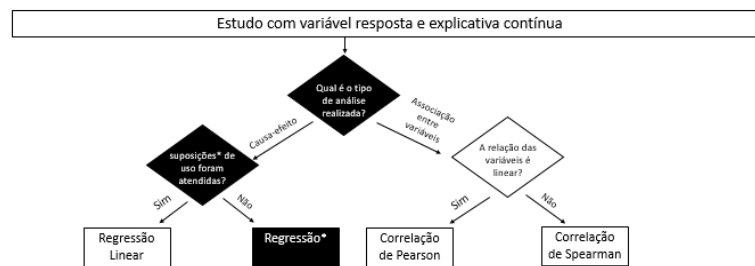 Estudo com variável resposta e explicativa contínua
Qual é o tipo
de análise
realizada?
Causa-efeito
Associação
entre
variáveis
suposições* de
uso foram
atendidas?
A relação das
variáveis é
linear?
Sim
Não
Sim
Não
Regressão
Linear
Regressão*
Correlação
de Pearson
Correlação
de Spearman